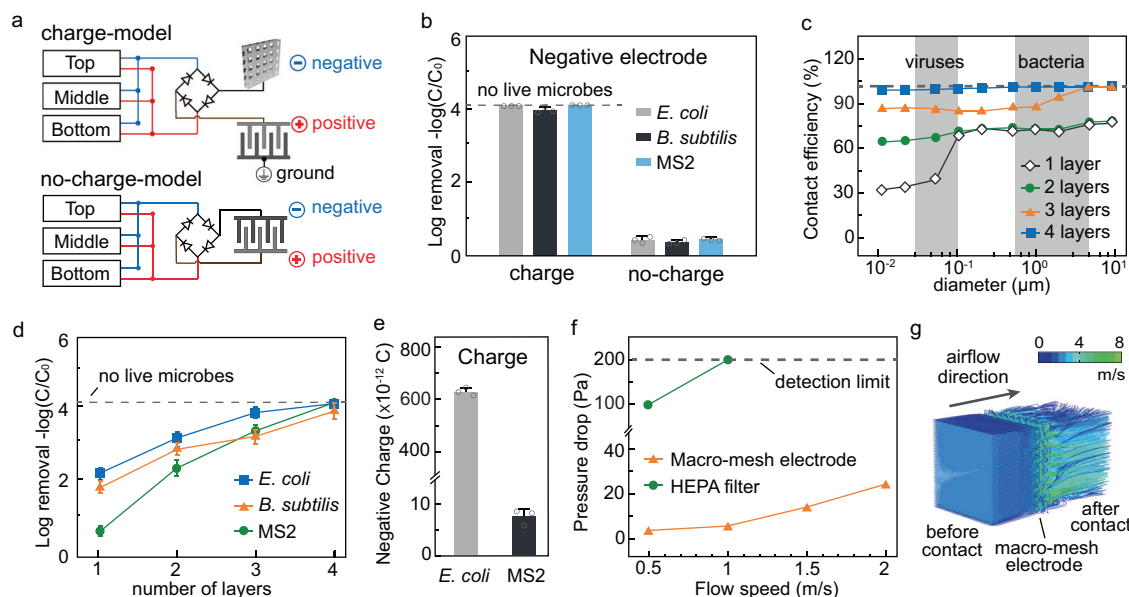 a
charge-model
Top
Middle
Bottom
− negative
+ positive
ground
no-charge-model
Top
Middle
Bottom
− negative
+ positive
b
Log removal -log(C/C₀)
6
4
2
0
Negative electrode
no live microbes
E. coli
B. subtilis
MS2
charge
no-charge
c
Contact efficiency (%)
120
90
60
30
0
viruses
bacteria
1 layer
2 layers
3 layers
4 layers
10⁻²
10⁻¹
10⁰
10¹
diameter (μm)
d
Log removal -log(C/C₀)
6
4
2
0
no live microbes
E. coli
B. subtilis
MS2
1
2
3
4
number of layers
e
Negative Charge (x10⁻¹² C)
800
600
400
10
0
Charge
E. coli
MS2
f
Pressure drop (Pa)
200
100
40
20
0
detection limit
Macro-mesh electrode
HEPA filter
0.5
1
1.5
2
Flow speed (m/s)
g
0 4 8
m/s
airflow
direction
before
contact
after
contact
macro-mesh
electrode